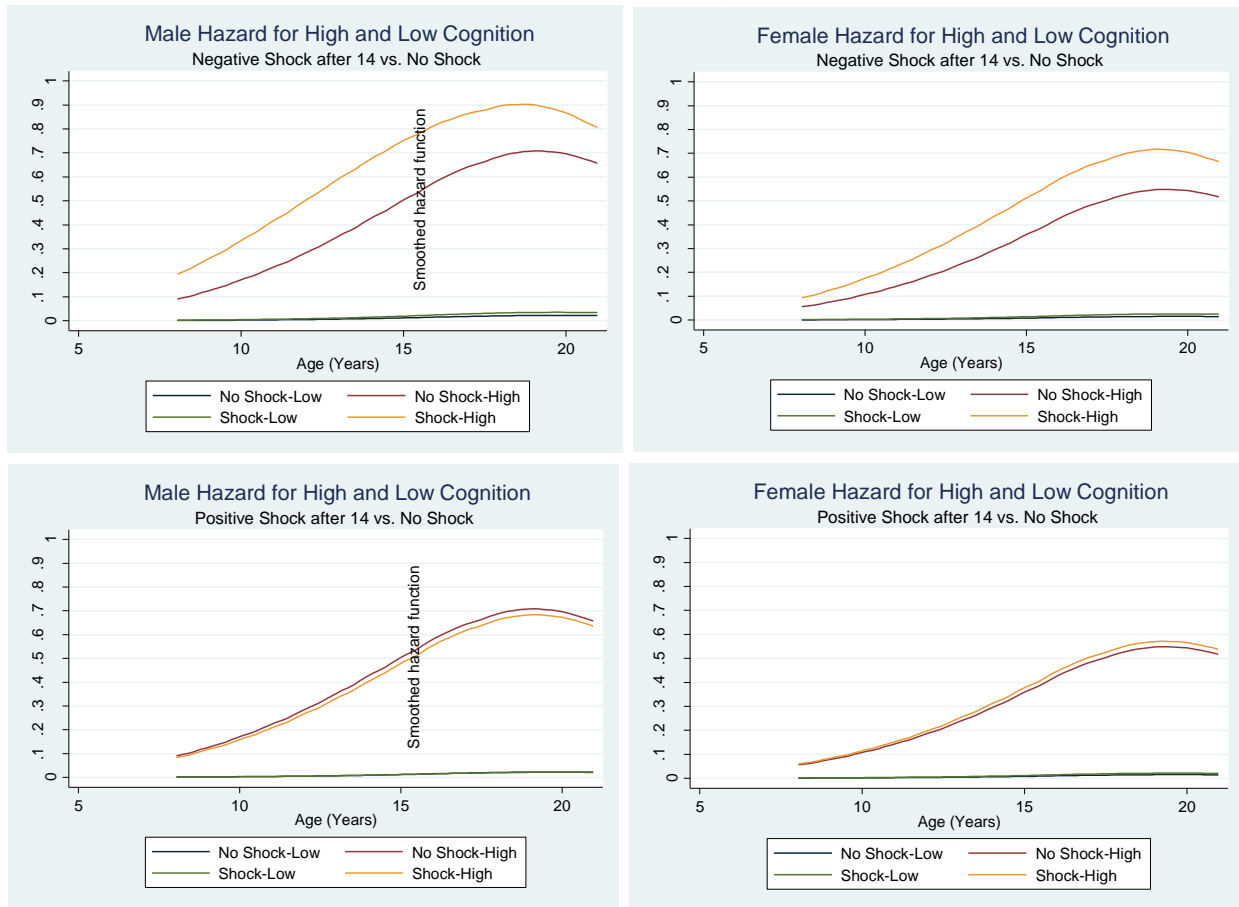 Male Hazard for High and Low Cognition
Negative Shock after 14 vs. No Shock
1
.9
.8
.7
.6
.5
.4
.3
.2
.1
0
Smoothed hazard function
5 10 15 20
Age (Years)
No Shock-Low No Shock-High
Shock-Low Shock-High
Female Hazard for High and Low Cognition
Negative Shock after 14 vs. No Shock
1
.9
.8
.7
.6
.5
.4
.3
.2
.1
0
5 10 15 20
Age (Years)
No Shock-Low No Shock-High
Shock-Low Shock-High
Male Hazard for High and Low Cognition
Positive Shock after 14 vs. No Shock
1
.9
.8
.7
.6
.5
.4
.3
.2
.1
0
Smoothed hazard function
5 10 15 20
Age (Years)
No Shock-Low No Shock-High
Shock-Low Shock-High
Female Hazard for High and Low Cognition
Positive Shock after 14 vs. No Shock
1
.9
.8
.7
.6
.5
.4
.3
.2
.1
0
5 10 15 20
Age (Years)
No Shock-Low No Shock-High
Shock-Low Shock-High